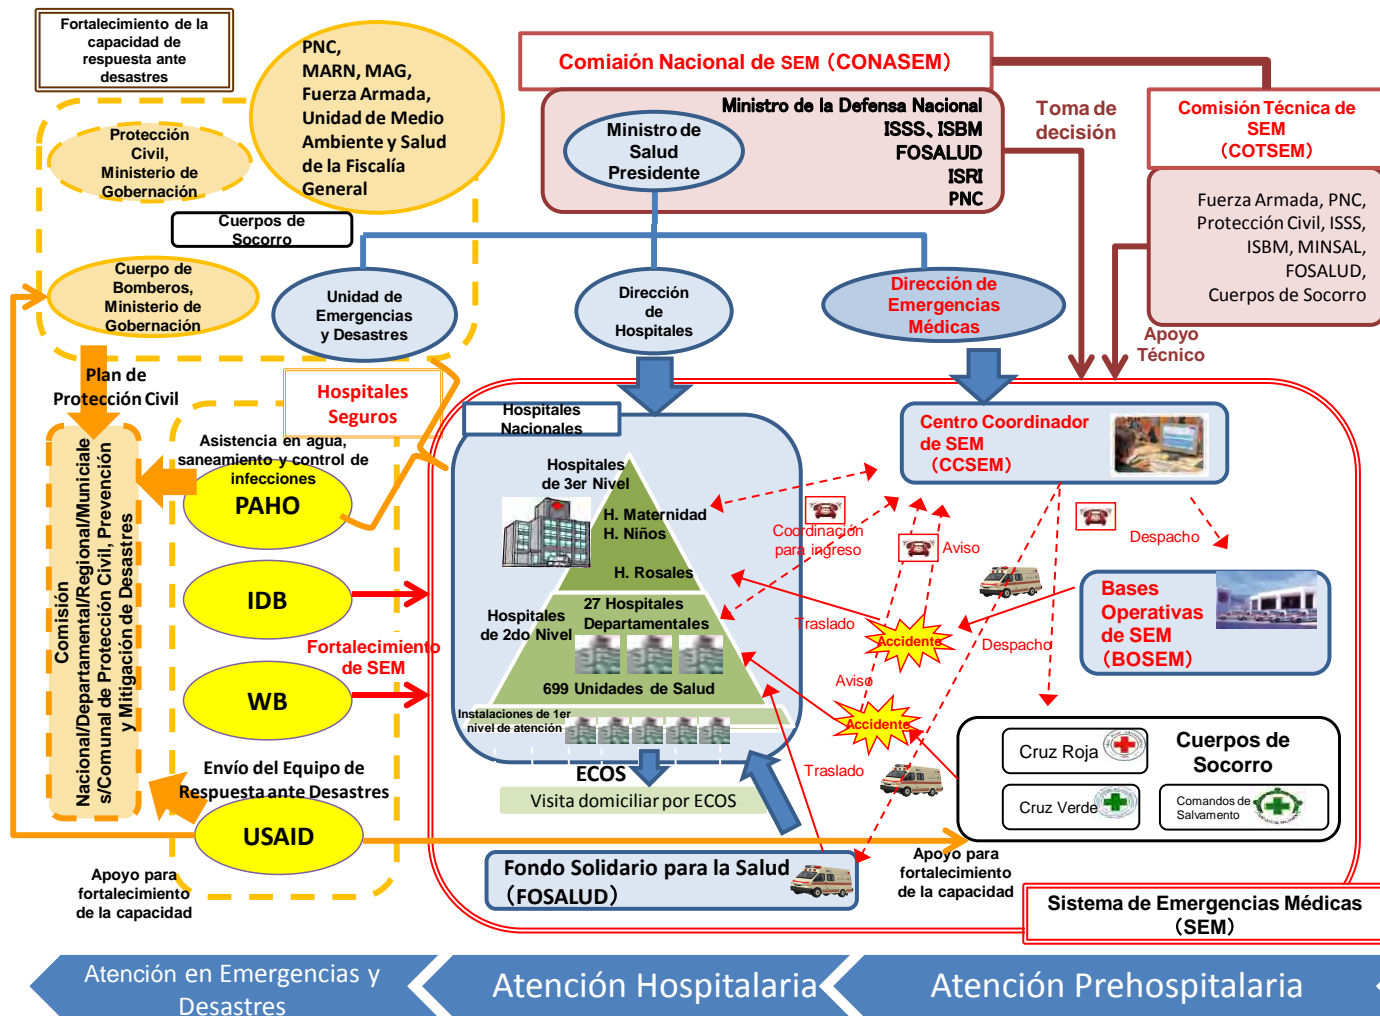 Fortalecimiento de la
capacidad de
respuesta ante
desastres
PNC,
MARN, MAG,
Fuerza Armada,
Unidad de Medio
Ambiente y Salud
de la Fiscalía
General
Protección
Civil,
Ministerio de
Gobernación
Cuerpos de
Socorro
Cuerpo de
Bomberos,
Ministerio de
Gobernación
Unidad de
Emergencias
y Desastres
Comiaión Nacional de SEM (CONASEM)
Ministro de la Defensa Nacional
ISSS、ISBM
FOSALUD
ISRI
PNC
Ministro de
Salud
Presidente
Toma de
decisión
Comisión Técnica de
SEM
(COTSEM)
Fuerza Armada, PNC,
Protección Civil, ISSS,
ISBM, MINSAL,
FOSALUD,
Cuerpos de Socorro
Apoyo
Técnico
Dirección
de
Hospitales
Dirección de
Emergencias
Médicas
Plan de
Protección Civil
Hospitales
Seguros
Comisión
Nacional/Departamental/Regional/Municiale
s/Comunal de Protección Civil, Prevención
y Mitigación de Desastres
Asistencia en agua,
saneamiento y control de
infecciones
PAHO
IDB
WB
Fortalecimiento
de SEM
Envío del Equipo de
Respuesta ante Desastres
USAID
Apoyo para
fortalecimiento
de la capacidad
Hospitales
Nacionales
Hospitales
de 3er Nivel
H. Maternidad
H. Niños
H. Rosales
Hospitales
de 2do Nivel
27 Hospitales
Departamentales
699 Unidades de Salud
Instalaciones de 1er
nivel de atención
ECOS
Visita domiciliar por ECOS
Fondo Solidario para la Salud
(FOSALUD)
Centro Coordinador
de SEM
(CCSEM)
Coordinación
para ingreso
Aviso
Despacho
Traslado
Accidente
Despacho
Aviso
Accidente
Traslado
Bases
Operativas
de SEM
(BOSEM)
Cuerpos de
Socorro
Cruz Roja
Cruz Verde
Comandos de
Salvamento
Apoyo para
fortalecimiento
de la capacidad
Sistema de Emergencias Médicas
(SEM)
Atención en Emergencias y
Desastres
Atención Hospitalaria
Atención Prehospitalaria